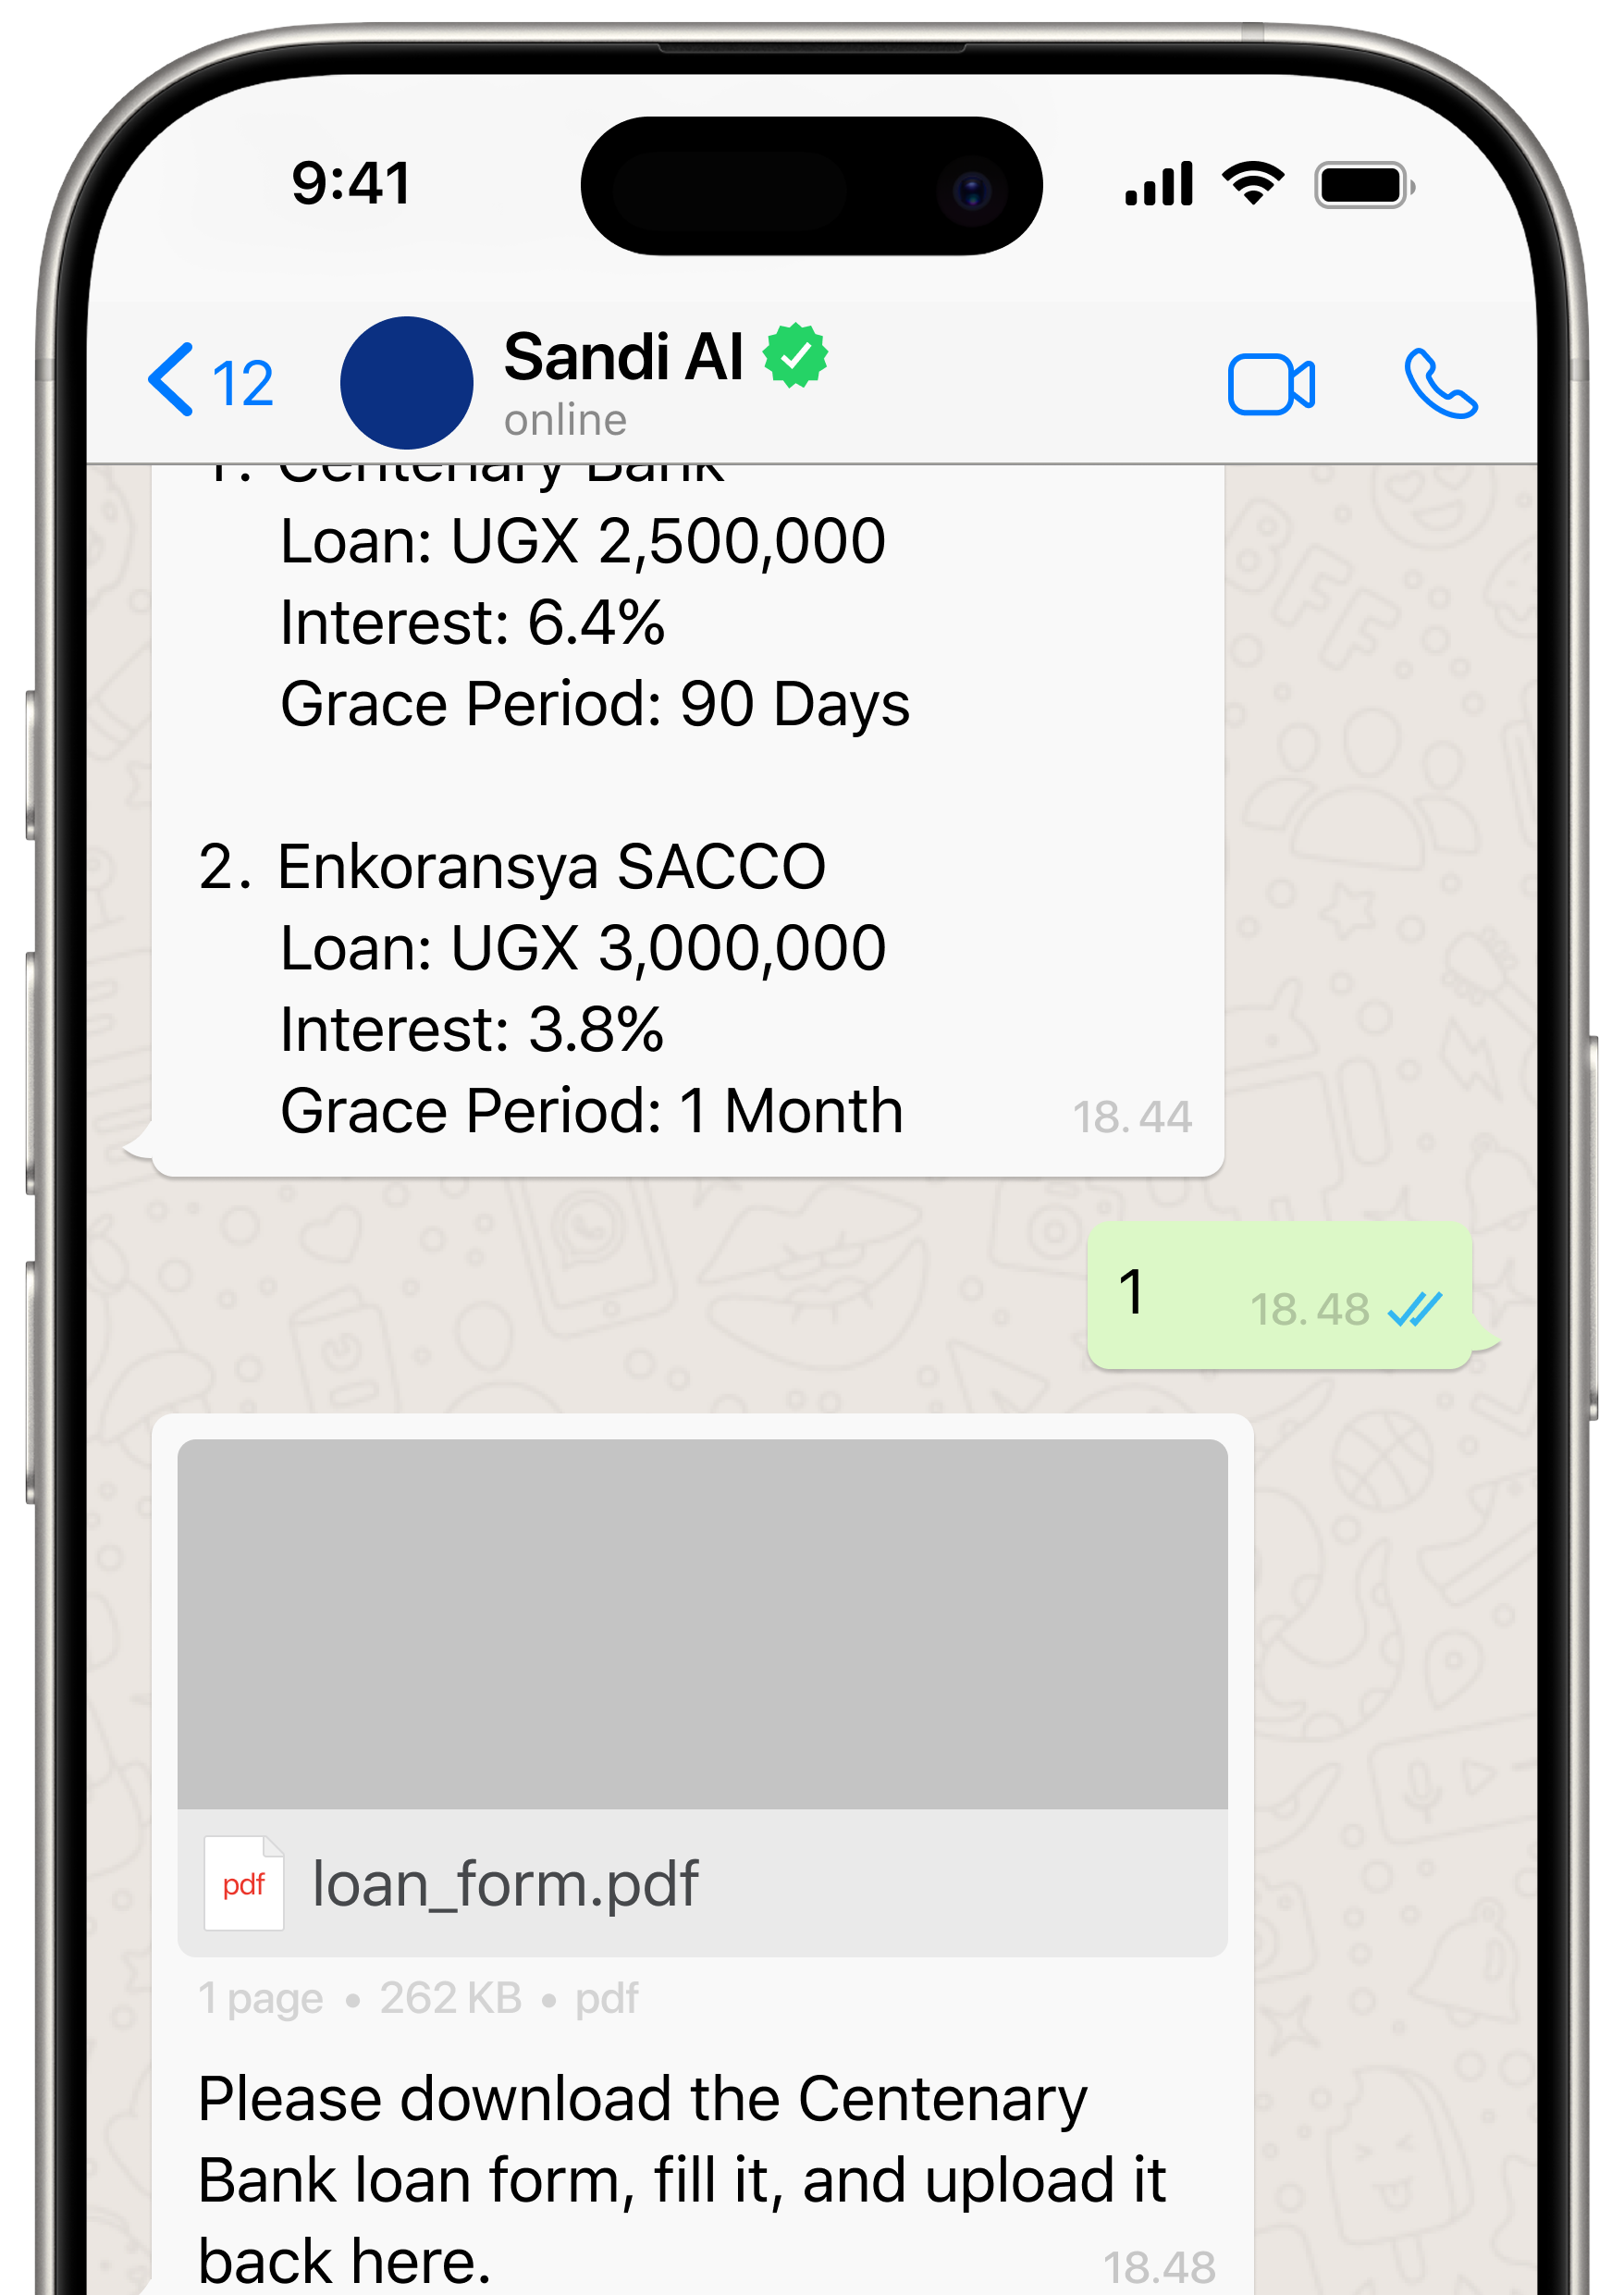 9:41
12
Sandi AI
online
1. Centenary Bank
Loan: UGX 2,500,000
Interest: 6.4%
Grace Period: 90 Days
2. Enkoransya SACCO
Loan: UGX 3,000,000
Interest: 3.8%
Grace Period: 1 Month 18.44
1 18.48
pdf loan_form.pdf
1 page • 262 KB • pdf
Please download the Centenary
Bank loan form, fill it, and upload it
back here. 18.48
BFF